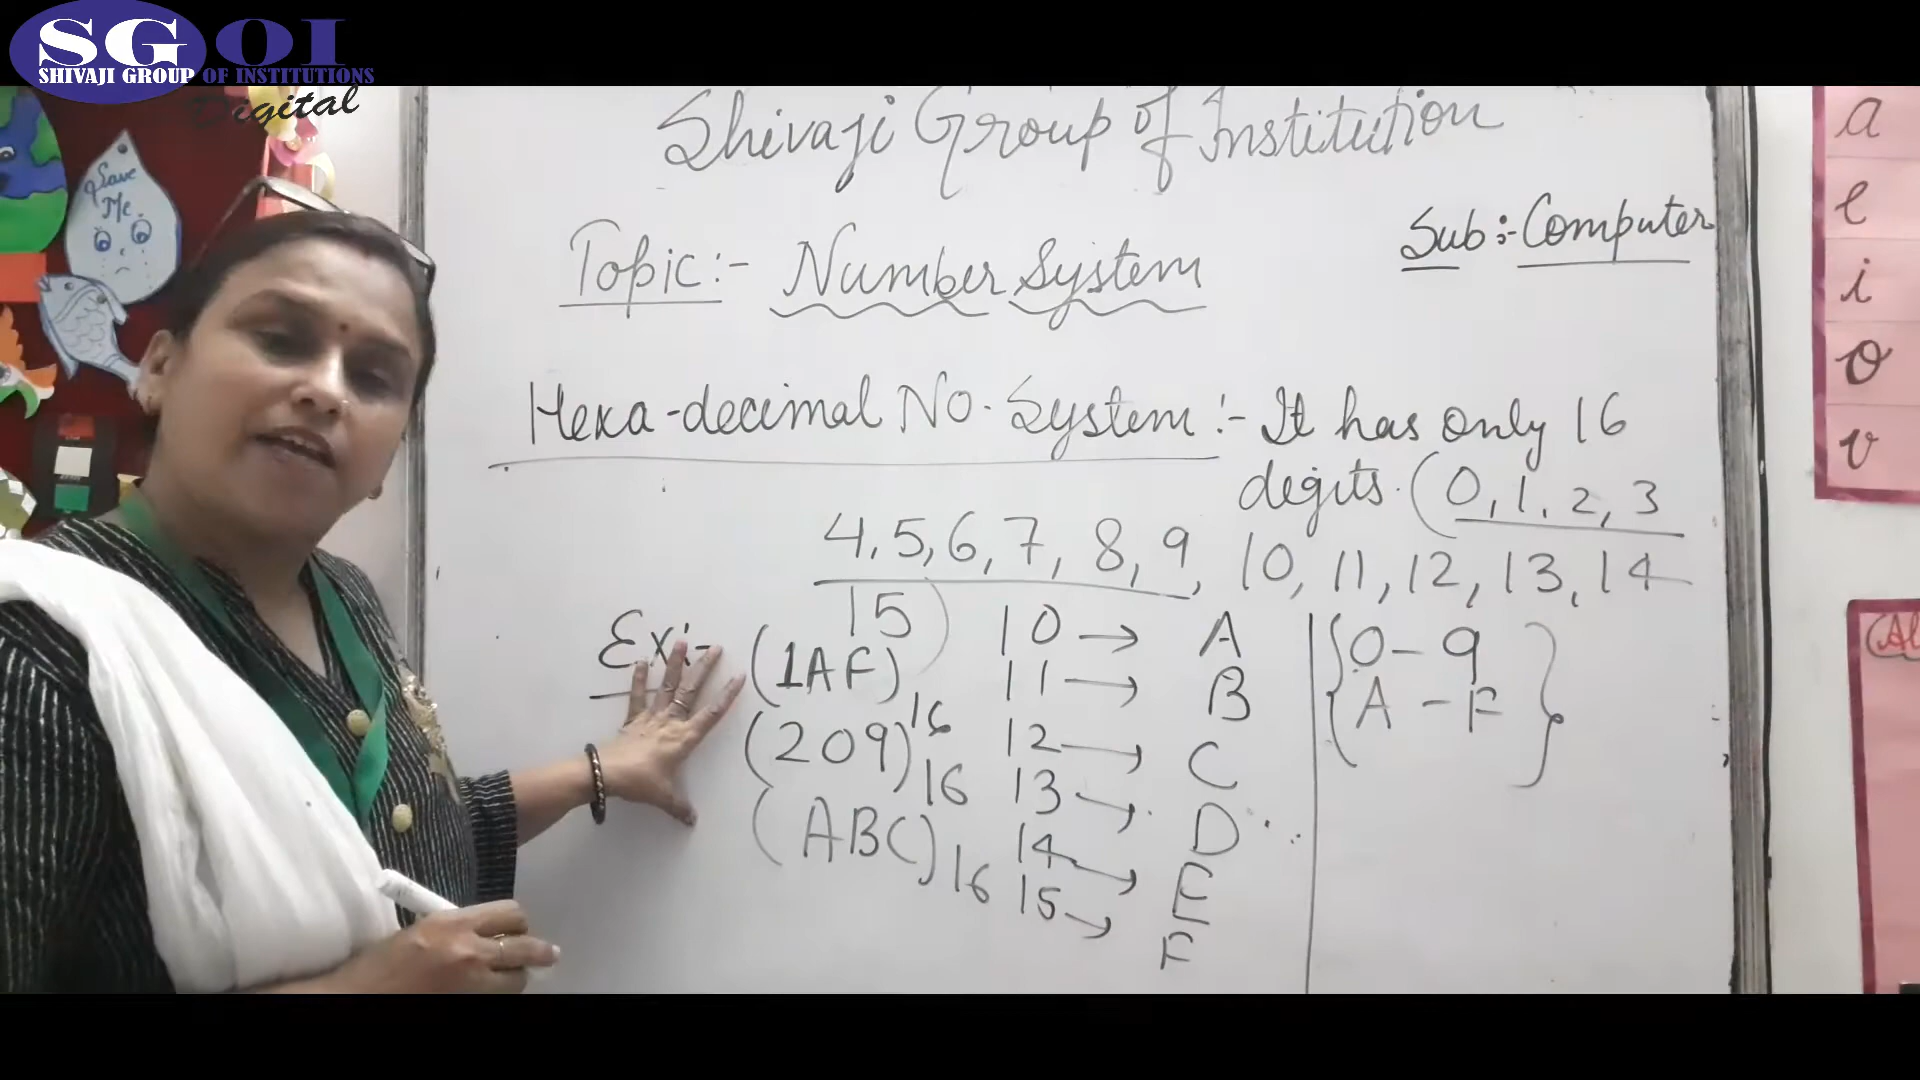 SGOI
SHIVAJI GROUP OF INSTITUTIONS
Digital
Save
Me
Shivaji Group of Institution
Sub:- Computer
Topic:- Number System
Hexa-decimal No. System:- It has only 16
digits. (0, 1, 2, 3
4, 5, 6, 7, 8, 9, 10, 11, 12, 13, 14
15)
Ex:- (1AF)16
(209)16
(ABC)16
10 → A
11 → B
12 → C
13 → D
14 → E
15 → F
{0-9
A-F}
a
e
i
o
v